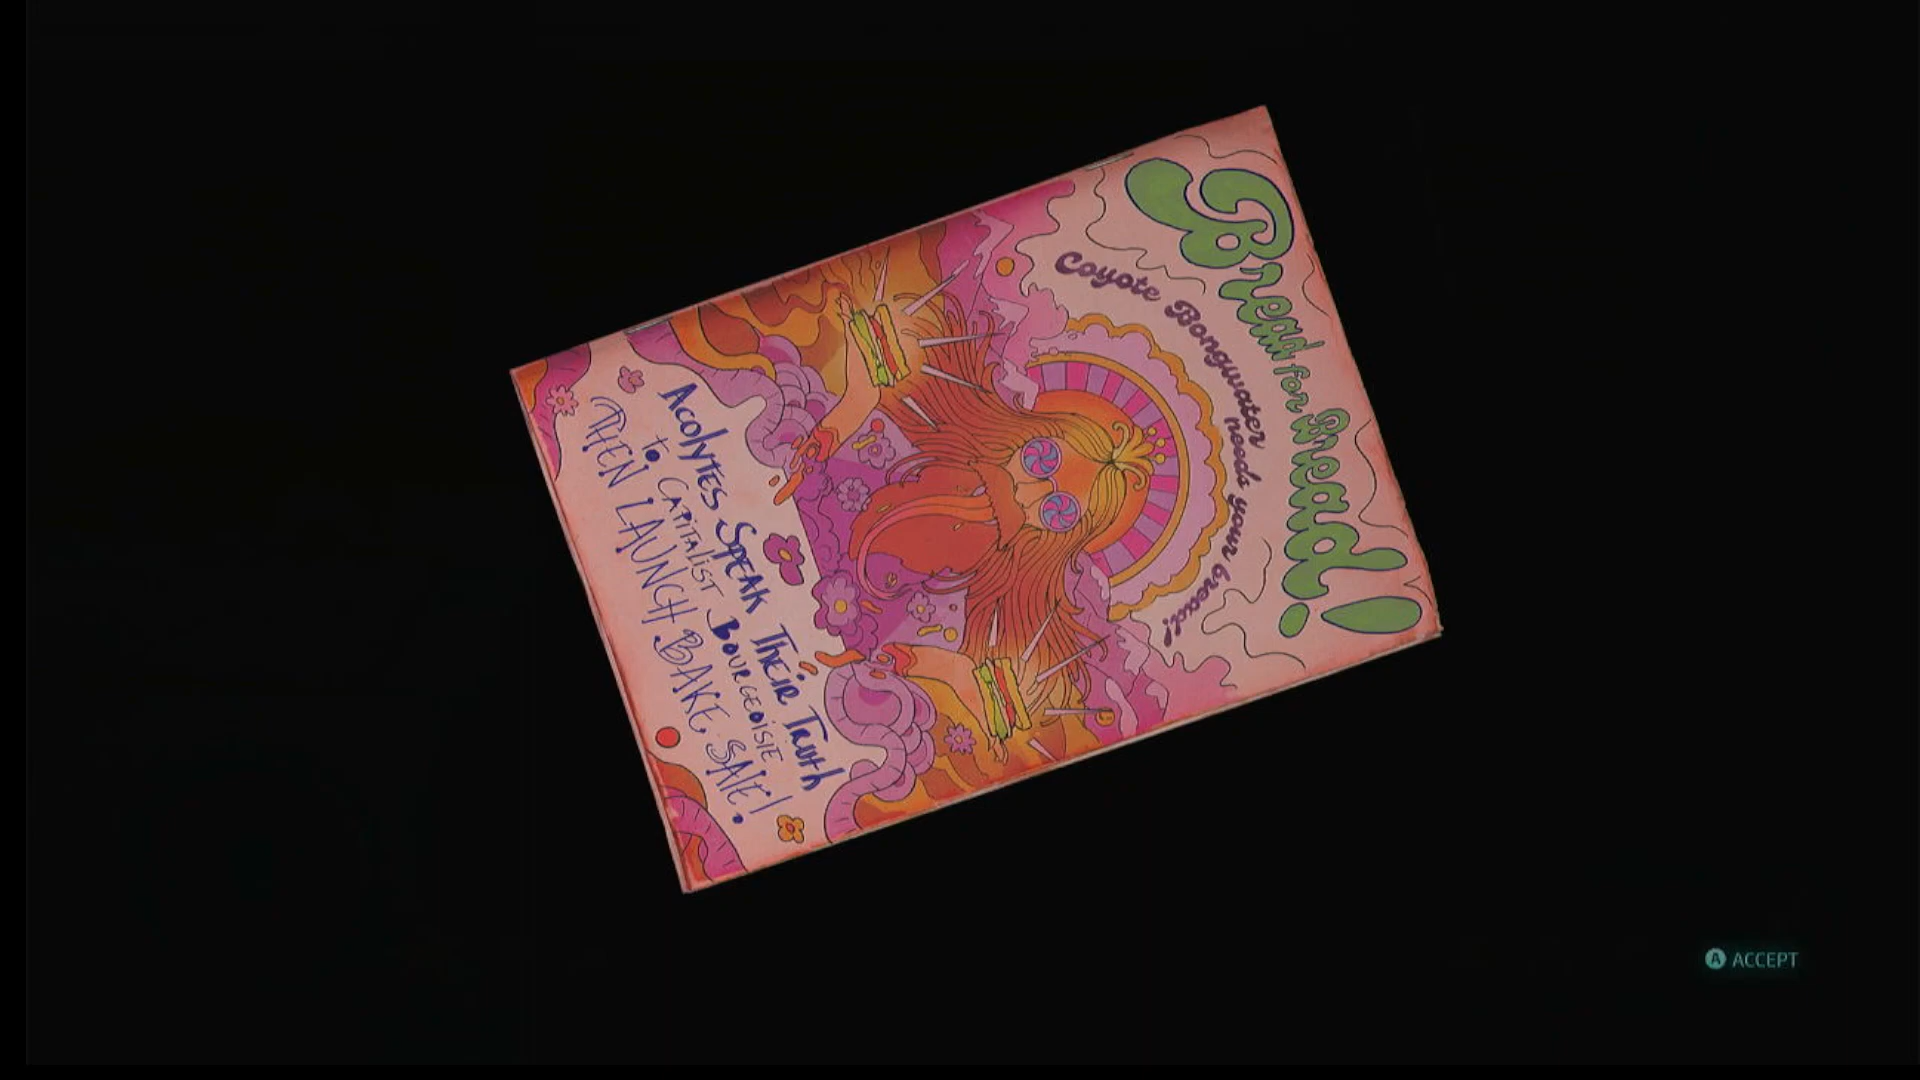 Bread for Bread!
Coyote Bongwater
needs your bread!
Acolytes Speak Their Truth
to Capitalist Bourgeoisie
THEN LAUNCH BAKE SALE!
A ACCEPT